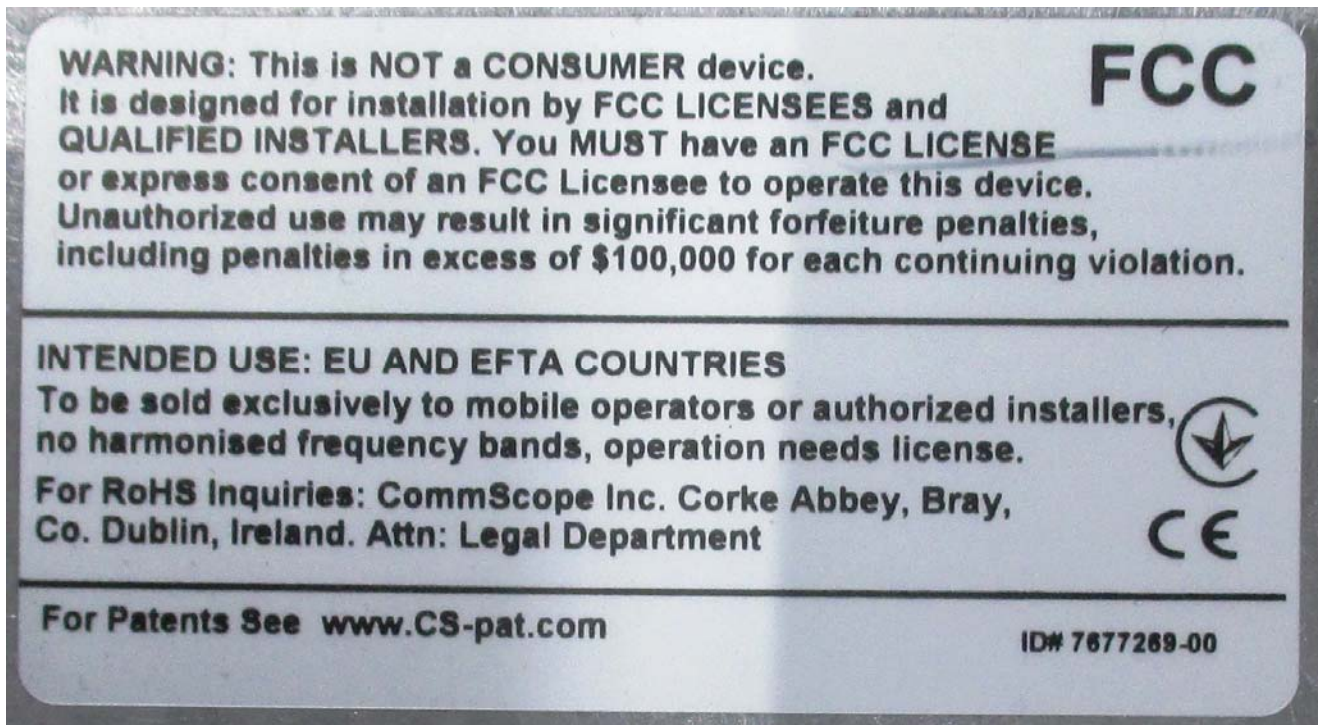 WARNING: This is NOT a CONSUMER device.
FCC
It is designed for installation by FCC LICENSEES and
QUALIFIED INSTALLERS. You MUST have an FCC LICENSE
or express consent of an FCC Licensee to operate this device.
Unauthorized use may result in significant forfeiture penalties,
including penalties in excess of $100,000 for each continuing violation.
INTENDED USE: EU AND EFTA COUNTRIES
To be sold exclusively to mobile operators or authorized installers,
no harmonised frequency bands, operation needs license.
For RoHS Inquiries: CommScope Inc. Corke Abbey, Bray,
Co. Dublin, Ireland. Attn: Legal Department
CE
For Patents See www.CS-pat.com
ID# 7677269-00